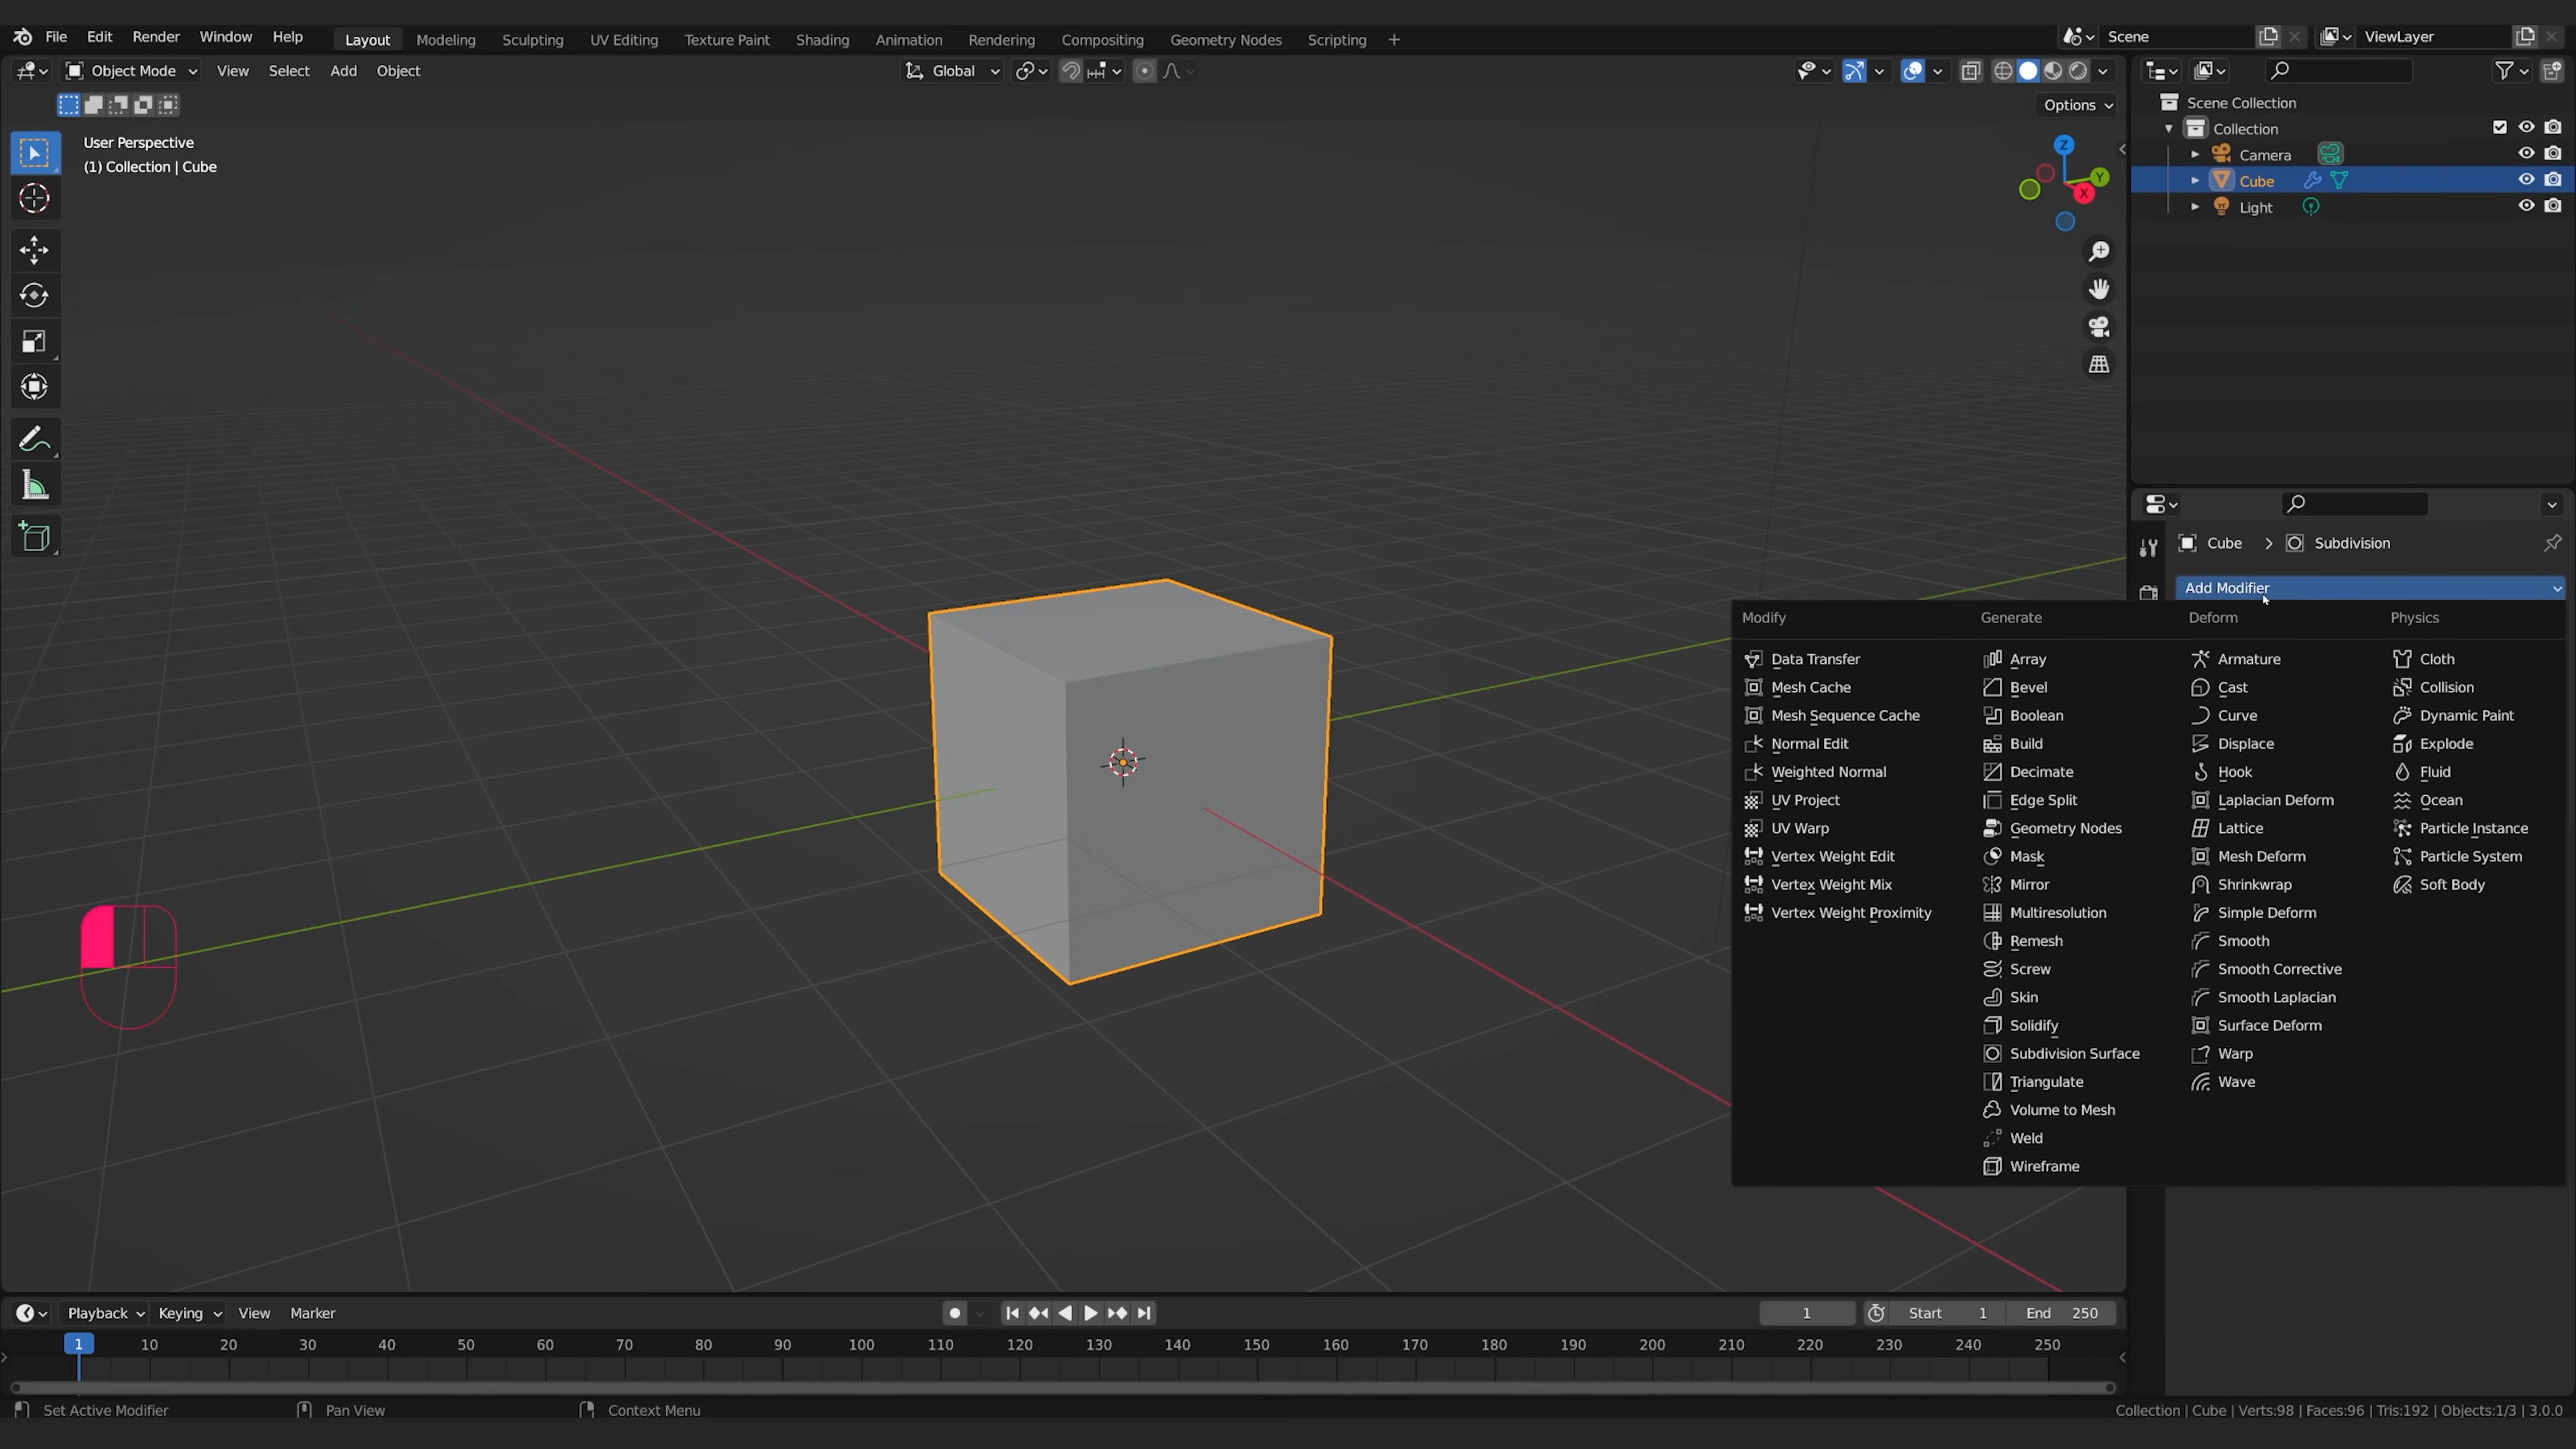 File Edit Render Window Help Layout Modeling Sculpting UV Editing Texture Paint Shading Animation Rendering Compositing Geometry Nodes Scripting + Scene ViewLayer
Object Mode View Select Add Object Global
Options
User Perspective
(1) Collection | Cube
Z
Y
X
Scene Collection
Collection
Camera
Cube
Light
Cube > Subdivision
Add Modifier
Modify
Data Transfer
Mesh Cache
Mesh Sequence Cache
Normal Edit
Weighted Normal
UV Project
UV Warp
Vertex Weight Edit
Vertex Weight Mix
Vertex Weight Proximity
Generate
Array
Bevel
Boolean
Build
Decimate
Edge Split
Geometry Nodes
Mask
Mirror
Multiresolution
Remesh
Screw
Skin
Solidify
Subdivision Surface
Triangulate
Volume to Mesh
Weld
Wireframe
Deform
Armature
Cast
Curve
Displace
Hook
Laplacian Deform
Lattice
Mesh Deform
Shrinkwrap
Simple Deform
Smooth
Smooth Corrective
Smooth Laplacian
Surface Deform
Warp
Wave
Physics
Cloth
Collision
Dynamic Paint
Explode
Fluid
Ocean
Particle Instance
Particle System
Soft Body
Playback Keying View Marker 1 Start 1 End 250
1 10 20 30 40 50 60 70 80 90 100 110 120 130 140 150 160 170 180 190 200 210 220 230 240 250
Set Active Modifier Pan View Context Menu Collection | Cube | Verts:98 | Faces:96 | Tris:192 | Objects:1/3 | 3.0.0